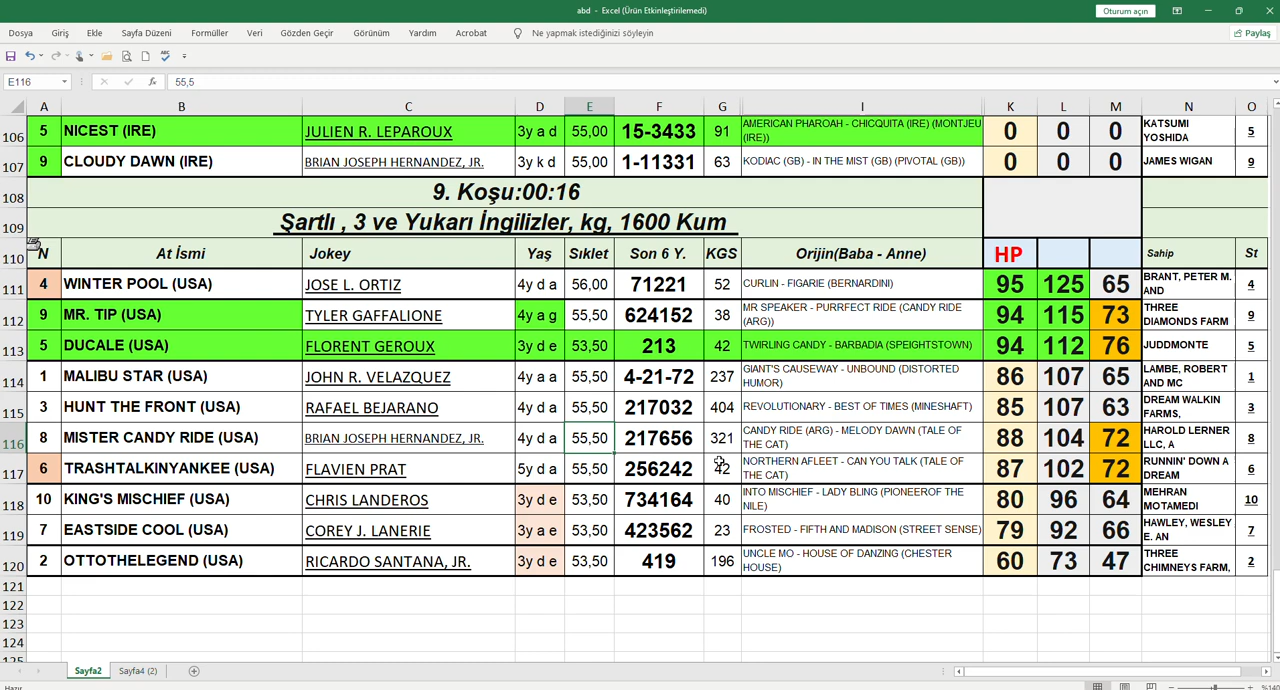 abd - Excel (Ürün Etkinleştirilemedi)
Oturum açın
Dosya Giriş Ekle Sayfa Düzeni Formüller Veri Gözden Geçir Görünüm Yardım Acrobat Ne yapmak istediğinizi söyleyin Paylaş
E116 fx 55,5
A B C D E F G I K L M N O
106 5 NICEST (IRE) JULIEN R. LEPAROUX 3y a d 55,00 15-3433 91 AMERICAN PHAROAH - CHICQUITA (IRE) (MONTJEU (IRE)) 0 0 0 KATSUMI YOSHIDA 5
107 9 CLOUDY DAWN (IRE) BRIAN JOSEPH HERNANDEZ, JR. 3y k d 55,00 1-11331 63 KODIAC (GB) - IN THE MIST (GB) (PIVOTAL (GB)) 0 0 0 JAMES WIGAN 9
108 9. Koşu:00:16
109 Şartlı , 3 ve Yukarı İngilizler, kg, 1600 Kum
110 N At İsmi Jokey Yaş Sıklet Son 6 Y. KGS Orijin(Baba - Anne) HP Sahip St
111 4 WINTER POOL (USA) JOSE L. ORTIZ 4y d a 56,00 71221 52 CURLIN - FIGARIE (BERNARDINI) 95 125 65 BRANT, PETER M. AND 4
112 9 MR. TIP (USA) TYLER GAFFALIONE 4y a g 55,50 624152 38 MR SPEAKER - PURRFECT RIDE (CANDY RIDE (ARG)) 94 115 73 THREE DIAMONDS FARM 9
113 5 DUCALE (USA) FLORENT GEROUX 3y d e 53,50 213 42 TWIRLING CANDY - BARBADIA (SPEIGHTSTOWN) 94 112 76 JUDDMONTE 5
114 1 MALIBU STAR (USA) JOHN R. VELAZQUEZ 4y a a 55,50 4-21-72 237 GIANT'S CAUSEWAY - UNBOUND (DISTORTED HUMOR) 86 107 65 LAMBE, ROBERT AND MC 1
115 3 HUNT THE FRONT (USA) RAFAEL BEJARANO 4y d a 55,50 217032 404 REVOLUTIONARY - BEST OF TIMES (MINESHAFT) 85 107 63 DREAM WALKIN FARMS, 3
116 8 MISTER CANDY RIDE (USA) BRIAN JOSEPH HERNANDEZ, JR. 4y d a 55,50 217656 321 CANDY RIDE (ARG) - MELODY DAWN (TALE OF THE CAT) 88 104 72 HAROLD LERNER LLC, A 8
117 6 TRASHTALKINYANKEE (USA) FLAVIEN PRAT 5y d a 55,50 256242 42 NORTHERN AFLEET - CAN YOU TALK (TALE OF THE CAT) 87 102 72 RUNNIN' DOWN A DREAM 6
118 10 KING'S MISCHIEF (USA) CHRIS LANDEROS 3y d e 53,50 734164 40 INTO MISCHIEF - LADY BLING (PIONEEROF THE NILE) 80 96 64 MEHRAN MOTAMEDI 10
119 7 EASTSIDE COOL (USA) COREY J. LANERIE 3y a e 53,50 423562 23 FROSTED - FIFTH AND MADISON (STREET SENSE) 79 92 66 HAWLEY, WESLEY E. AN 7
120 2 OTTOTHELEGEND (USA) RICARDO SANTANA, JR. 3y d e 53,50 419 196 UNCLE MO - HOUSE OF DANZING (CHESTER HOUSE) 60 73 47 THREE CHIMNEYS FARM, 2
121
122
123
124
125
Sayfa2 Sayfa4 (2)
Hazır %140